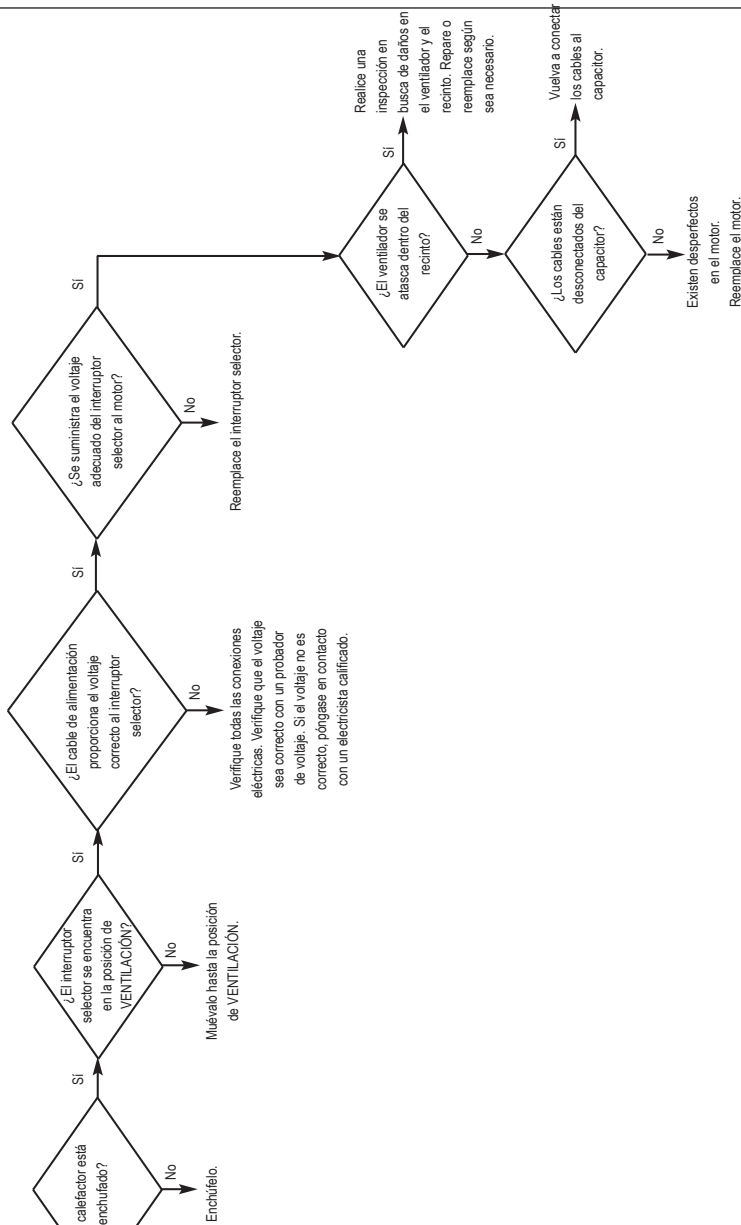 calefactor está
enchufado?
Sí
No
Enchúfelo.
¿El interruptor
selector se encuentra
en la posición de
VENTILACIÓN?
Sí
No
Muévalo hasta la posición
de VENTILACIÓN.
¿El cable de alimentación
proporciona el voltaje
correcto al interruptor
selector?
Sí
No
Verifique todas las conexiones
eléctricas. Verifique que el voltaje
sea correcto con un probador
de voltaje. Si el voltaje no es
correcto, póngase en contacto
con un electricista calificado.
¿Se suministra el voltaje
adecuado del interruptor
selector al motor?
Sí
No
Reemplace el interruptor selector.
¿El ventilador se
atasca dentro del
recinto?
Sí
Realice una
inspección en
busca de daños en
el ventilador y el
recinto. Repare o
reemplace según
sea necesario.
No
¿Los cables están
desconectados del
capacitor?
Sí
Vuelva a conectar
los cables al
capacitor.
No
Existen desperfectos
en el motor.
Reemplace el motor.